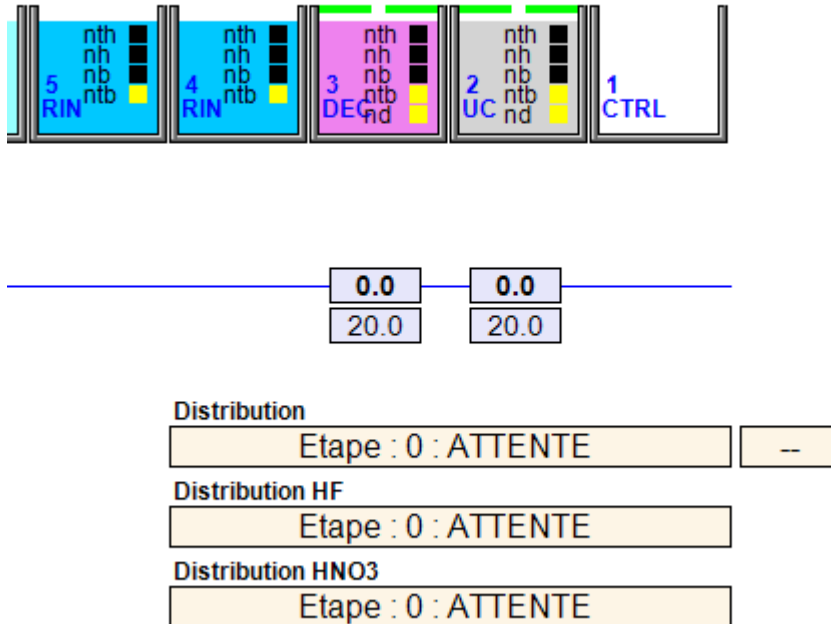 nth
nh
nb
ntb
5
RIN
nth
nh
nb
ntb
4
RIN
nth
nh
nb
ntb
nd
3
DEC
nth
nh
nb
ntb
nd
2
UC
1
CTRL
0.0 0.0
20.0 20.0
Distribution
Etape : 0 : ATTENTE --
Distribution HF
Etape : 0 : ATTENTE
Distribution HNO3
Etape : 0 : ATTENTE